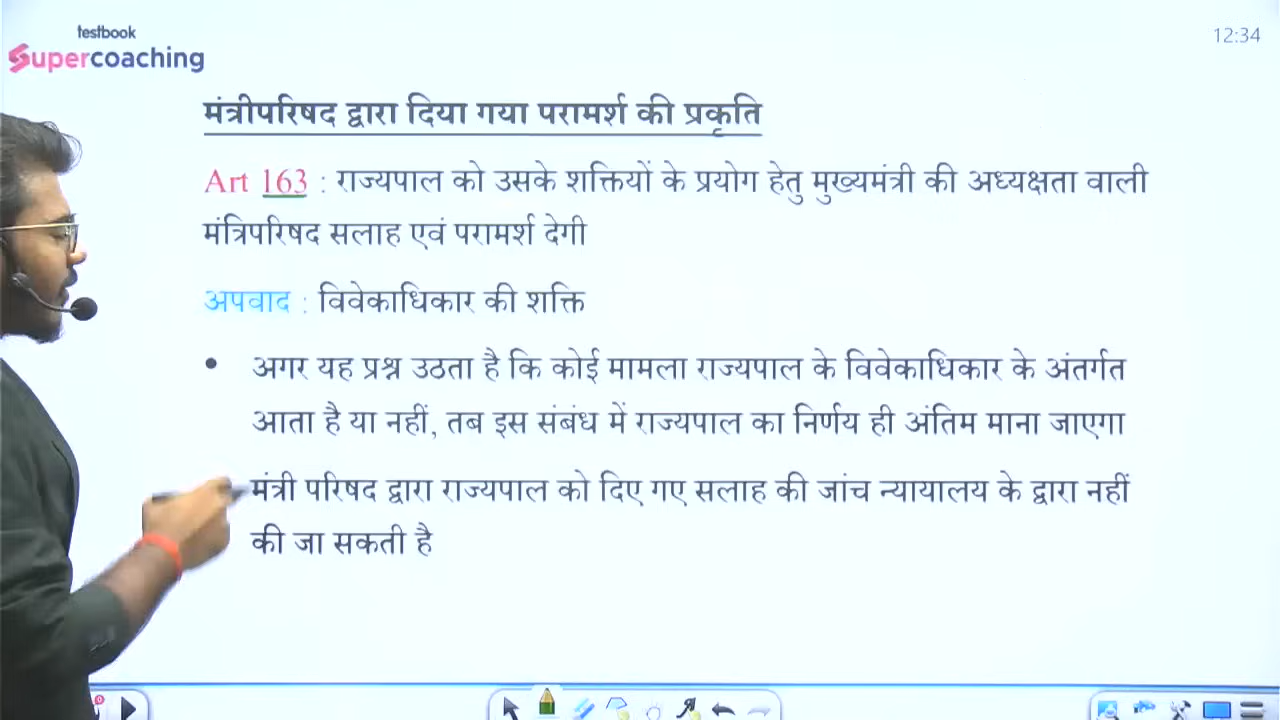 testbook
Supercoaching
12:34
मंत्रीपरिषद द्वारा दिया गया परामर्श की प्रकृति
Art 163 : राज्यपाल को उसके शक्तियों के प्रयोग हेतु मुख्यमंत्री की अध्यक्षता वाली
मंत्रिपरिषद सलाह एवं परामर्श देगी
अपवाद : विवेकाधिकार की शक्ति
• अगर यह प्रश्न उठता है कि कोई मामला राज्यपाल के विवेकाधिकार के अंतर्गत
आता है या नहीं, तब इस संबंध में राज्यपाल का निर्णय ही अंतिम माना जाएगा
मंत्री परिषद द्वारा राज्यपाल को दिए गए सलाह की जांच न्यायालय के द्वारा नहीं
की जा सकती है